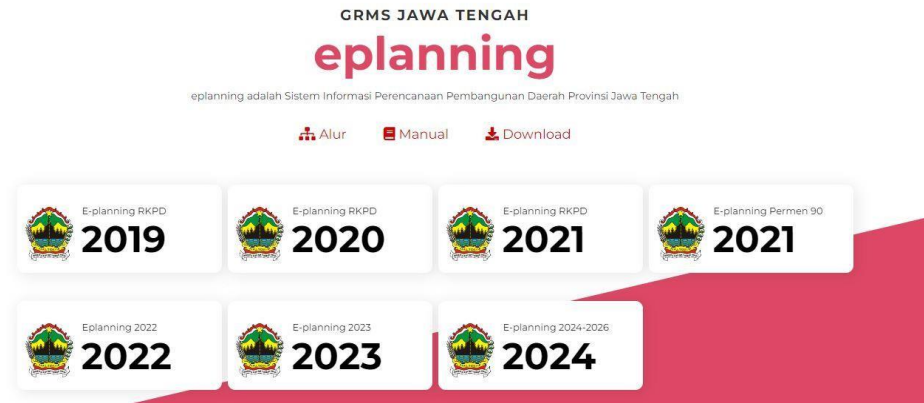 GRMS JAWA TENGAH
eplanning
eplanning adalah Sistem Informasi Perencanaan Pembangunan Daerah Provinsi Jawa Tengah
Alur Manual Download
E-planning RKPD
2019
E-planning RKPD
2020
E-planning RKPD
2021
E-planning Permen 90
2021
Eplanning 2022
2022
E-planning 2023
2023
E-planning 2024-2026
2024